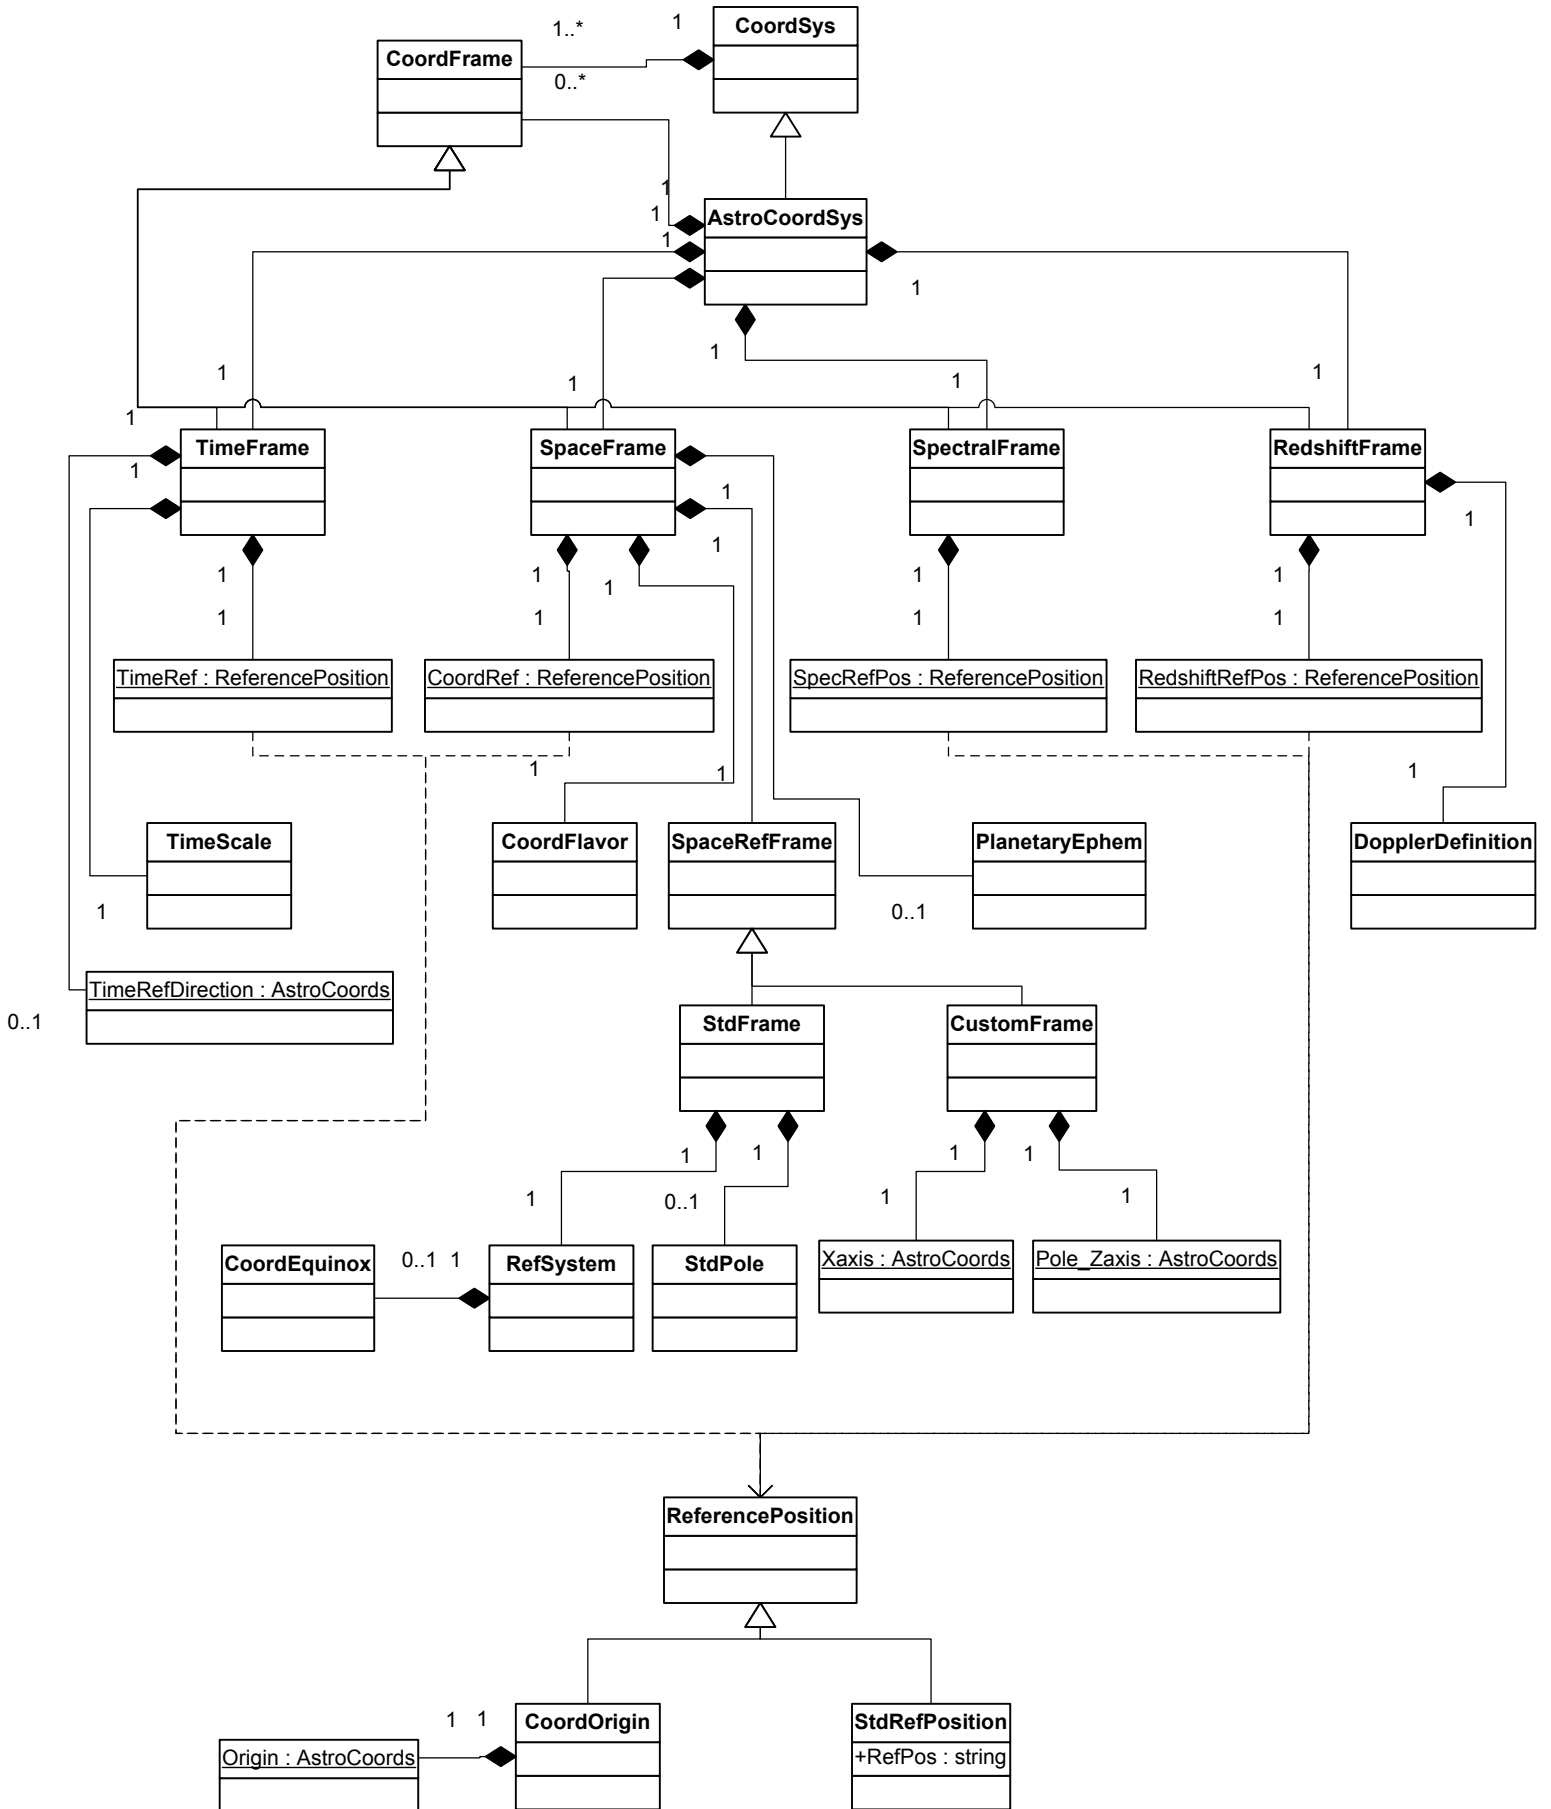 CoordSys
1..*
1
CoordFrame
0..*
1
1
AstroCoordSys
1
1
1
1
1
1
1
1
TimeFrame
SpaceFrame
SpectralFrame
RedshiftFrame
1
1
1
1
1
1
1
1
1
1
1
1
1
TimeRef : ReferencePosition
CoordRef : ReferencePosition
SpecRefPos : ReferencePosition
RedshiftRefPos : ReferencePosition
1
1
1
TimeScale
CoordFlavor
SpaceRefFrame
PlanetaryEphem
DopplerDefinition
1
0..1
TimeRefDirection : AstroCoords
0..1
StdFrame
CustomFrame
1
1
1
1
1
0..1
1
1
CoordEquinox
0..1
1
RefSystem
StdPole
Xaxis : AstroCoords
Pole_Zaxis : AstroCoords
ReferencePosition
1
1
CoordOrigin
StdRefPosition
Origin : AstroCoords
+RefPos : string